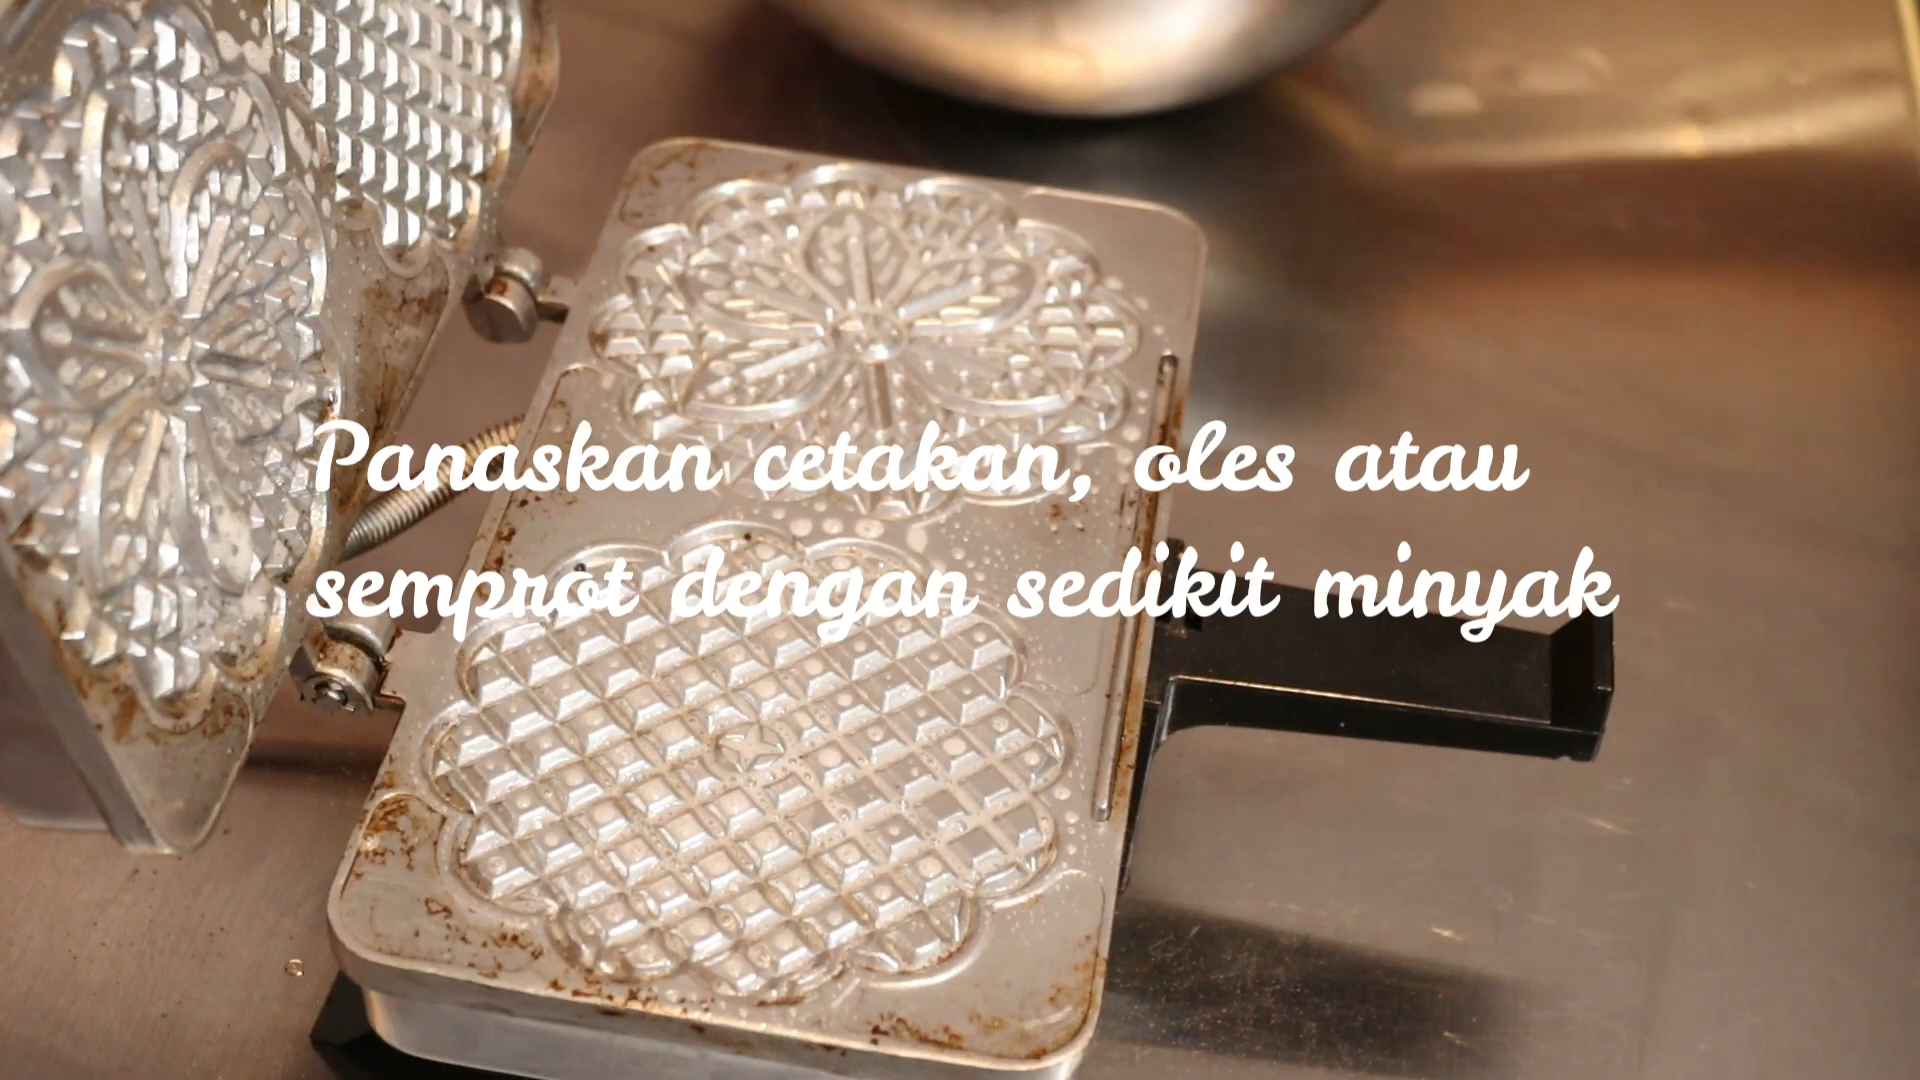 Panaskan cetakan, oles atau
semprot dengan sedikit minyak